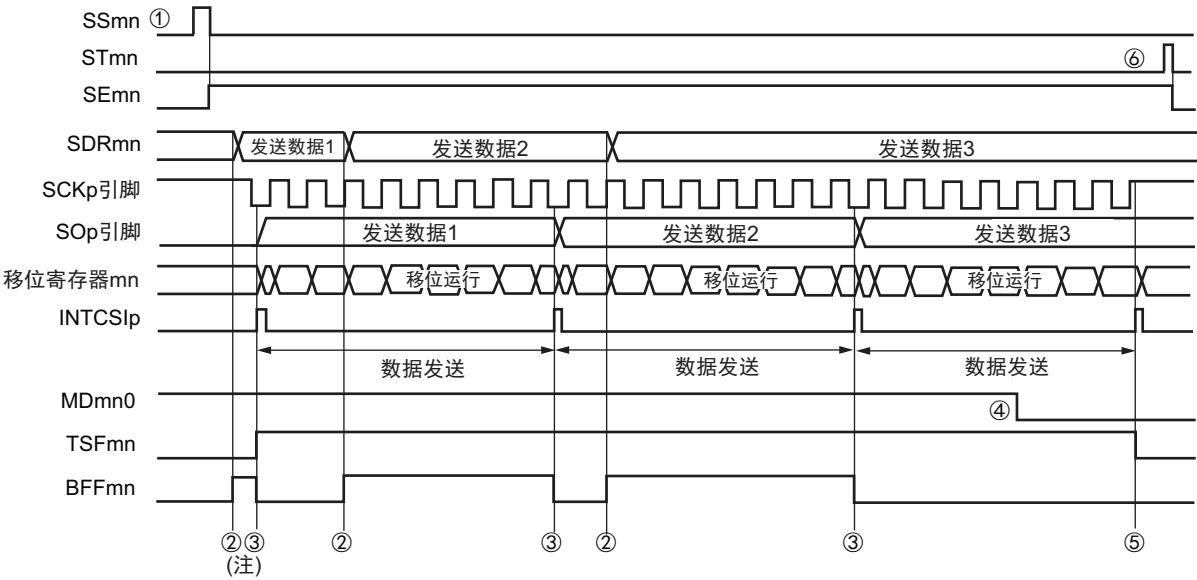 SSmn ①
STmn ⑥
SEmn
SDRmn 发送数据1 发送数据2 发送数据3
SCKp引脚
SOp引脚 发送数据1 发送数据2 发送数据3
移位寄存器mn 移位运行 移位运行 移位运行
INTCSIp
数据发送 数据发送 数据发送
MDmn0 ④
TSFmn
BFFmn
②③ ② ③ ② ③ ⑤
(注)